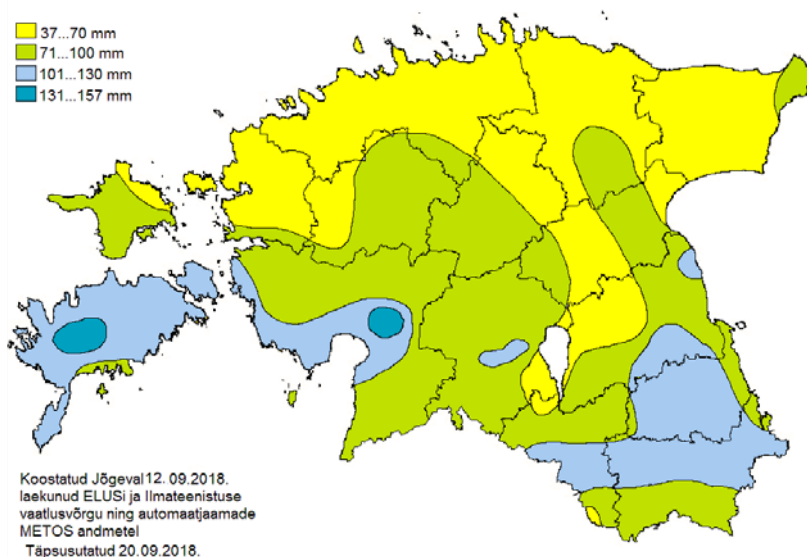 37...70 mm
71...100 mm
101...130 mm
131...157 mm
Koostatud Jõgeval 12. 09.2018.
laekunud ELUSi ja Ilmateenistuse
vaatlusvõrgu ning automaatjaamade
METOS andmetel
Täpsusutatud 20.09.2018.